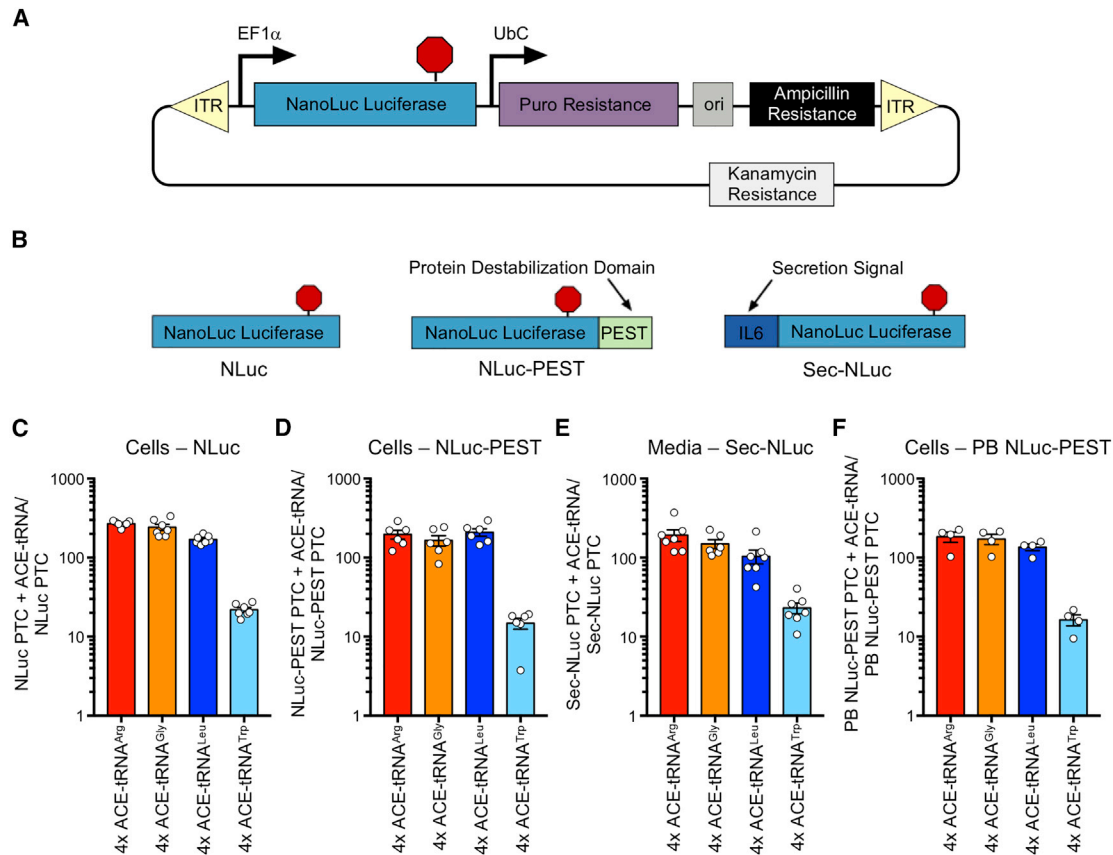 A
EF1α
UbC
ITR
NanoLuc Luciferase
Puro Resistance
ori
Ampicillin
Resistance
ITR
Kanamycin
Resistance
B
Protein Destabilization Domain
Secretion Signal
NanoLuc Luciferase
NanoLuc Luciferase
PEST
IL6
NanoLuc Luciferase
NLuc
NLuc-PEST
Sec-NLuc
C
Cells – NLuc
NLuc PTC + ACE-tRNA/
NLuc PTC
1000
100
10
1
4x ACE-tRNAArg
4x ACE-tRNAGly
4x ACE-tRNALeu
4x ACE-tRNATrp
D
Cells – NLuc-PEST
NLuc-PEST PTC + ACE-tRNA/
NLuc-PEST PTC
1000
100
10
1
4x ACE-tRNAArg
4x ACE-tRNAGly
4x ACE-tRNALeu
4x ACE-tRNATrp
E
Media – Sec-NLuc
Sec-NLuc PTC + ACE-tRNA/
Sec-NLuc PTC
1000
100
10
1
4x ACE-tRNAArg
4x ACE-tRNAGly
4x ACE-tRNALeu
4x ACE-tRNATrp
F
Cells – PB NLuc-PEST
PB NLuc-PEST PTC + ACE-tRNA/
PB NLuc-PEST PTC
1000
100
10
1
4x ACE-tRNAArg
4x ACE-tRNAGly
4x ACE-tRNALeu
4x ACE-tRNATrp